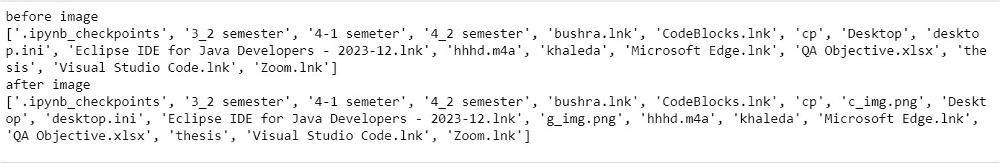 before image
['.ipynb_checkpoints', '3_2 semester', '4-1 semeter', '4_2 semester', 'bushra.lnk', 'CodeBlocks.lnk', 'cp', 'Desktop', 'deskto
p.ini', 'Eclipse IDE for Java Developers - 2023-12.lnk', 'hhhd.m4a', 'khaleda', 'Microsoft Edge.lnk', 'QA Objective.xlsx', 'the
sis', 'Visual Studio Code.lnk', 'Zoom.lnk']
after image
['.ipynb_checkpoints', '3_2 semester', '4-1 semeter', '4_2 semester', 'bushra.lnk', 'CodeBlocks.lnk', 'cp', 'c_img.png', 'Deskt
op', 'desktop.ini', 'Eclipse IDE for Java Developers - 2023-12.lnk', 'g_img.png', 'hhhd.m4a', 'khaleda', 'Microsoft Edge.lnk',
'QA Objective.xlsx', 'thesis', 'Visual Studio Code.lnk', 'Zoom.lnk']